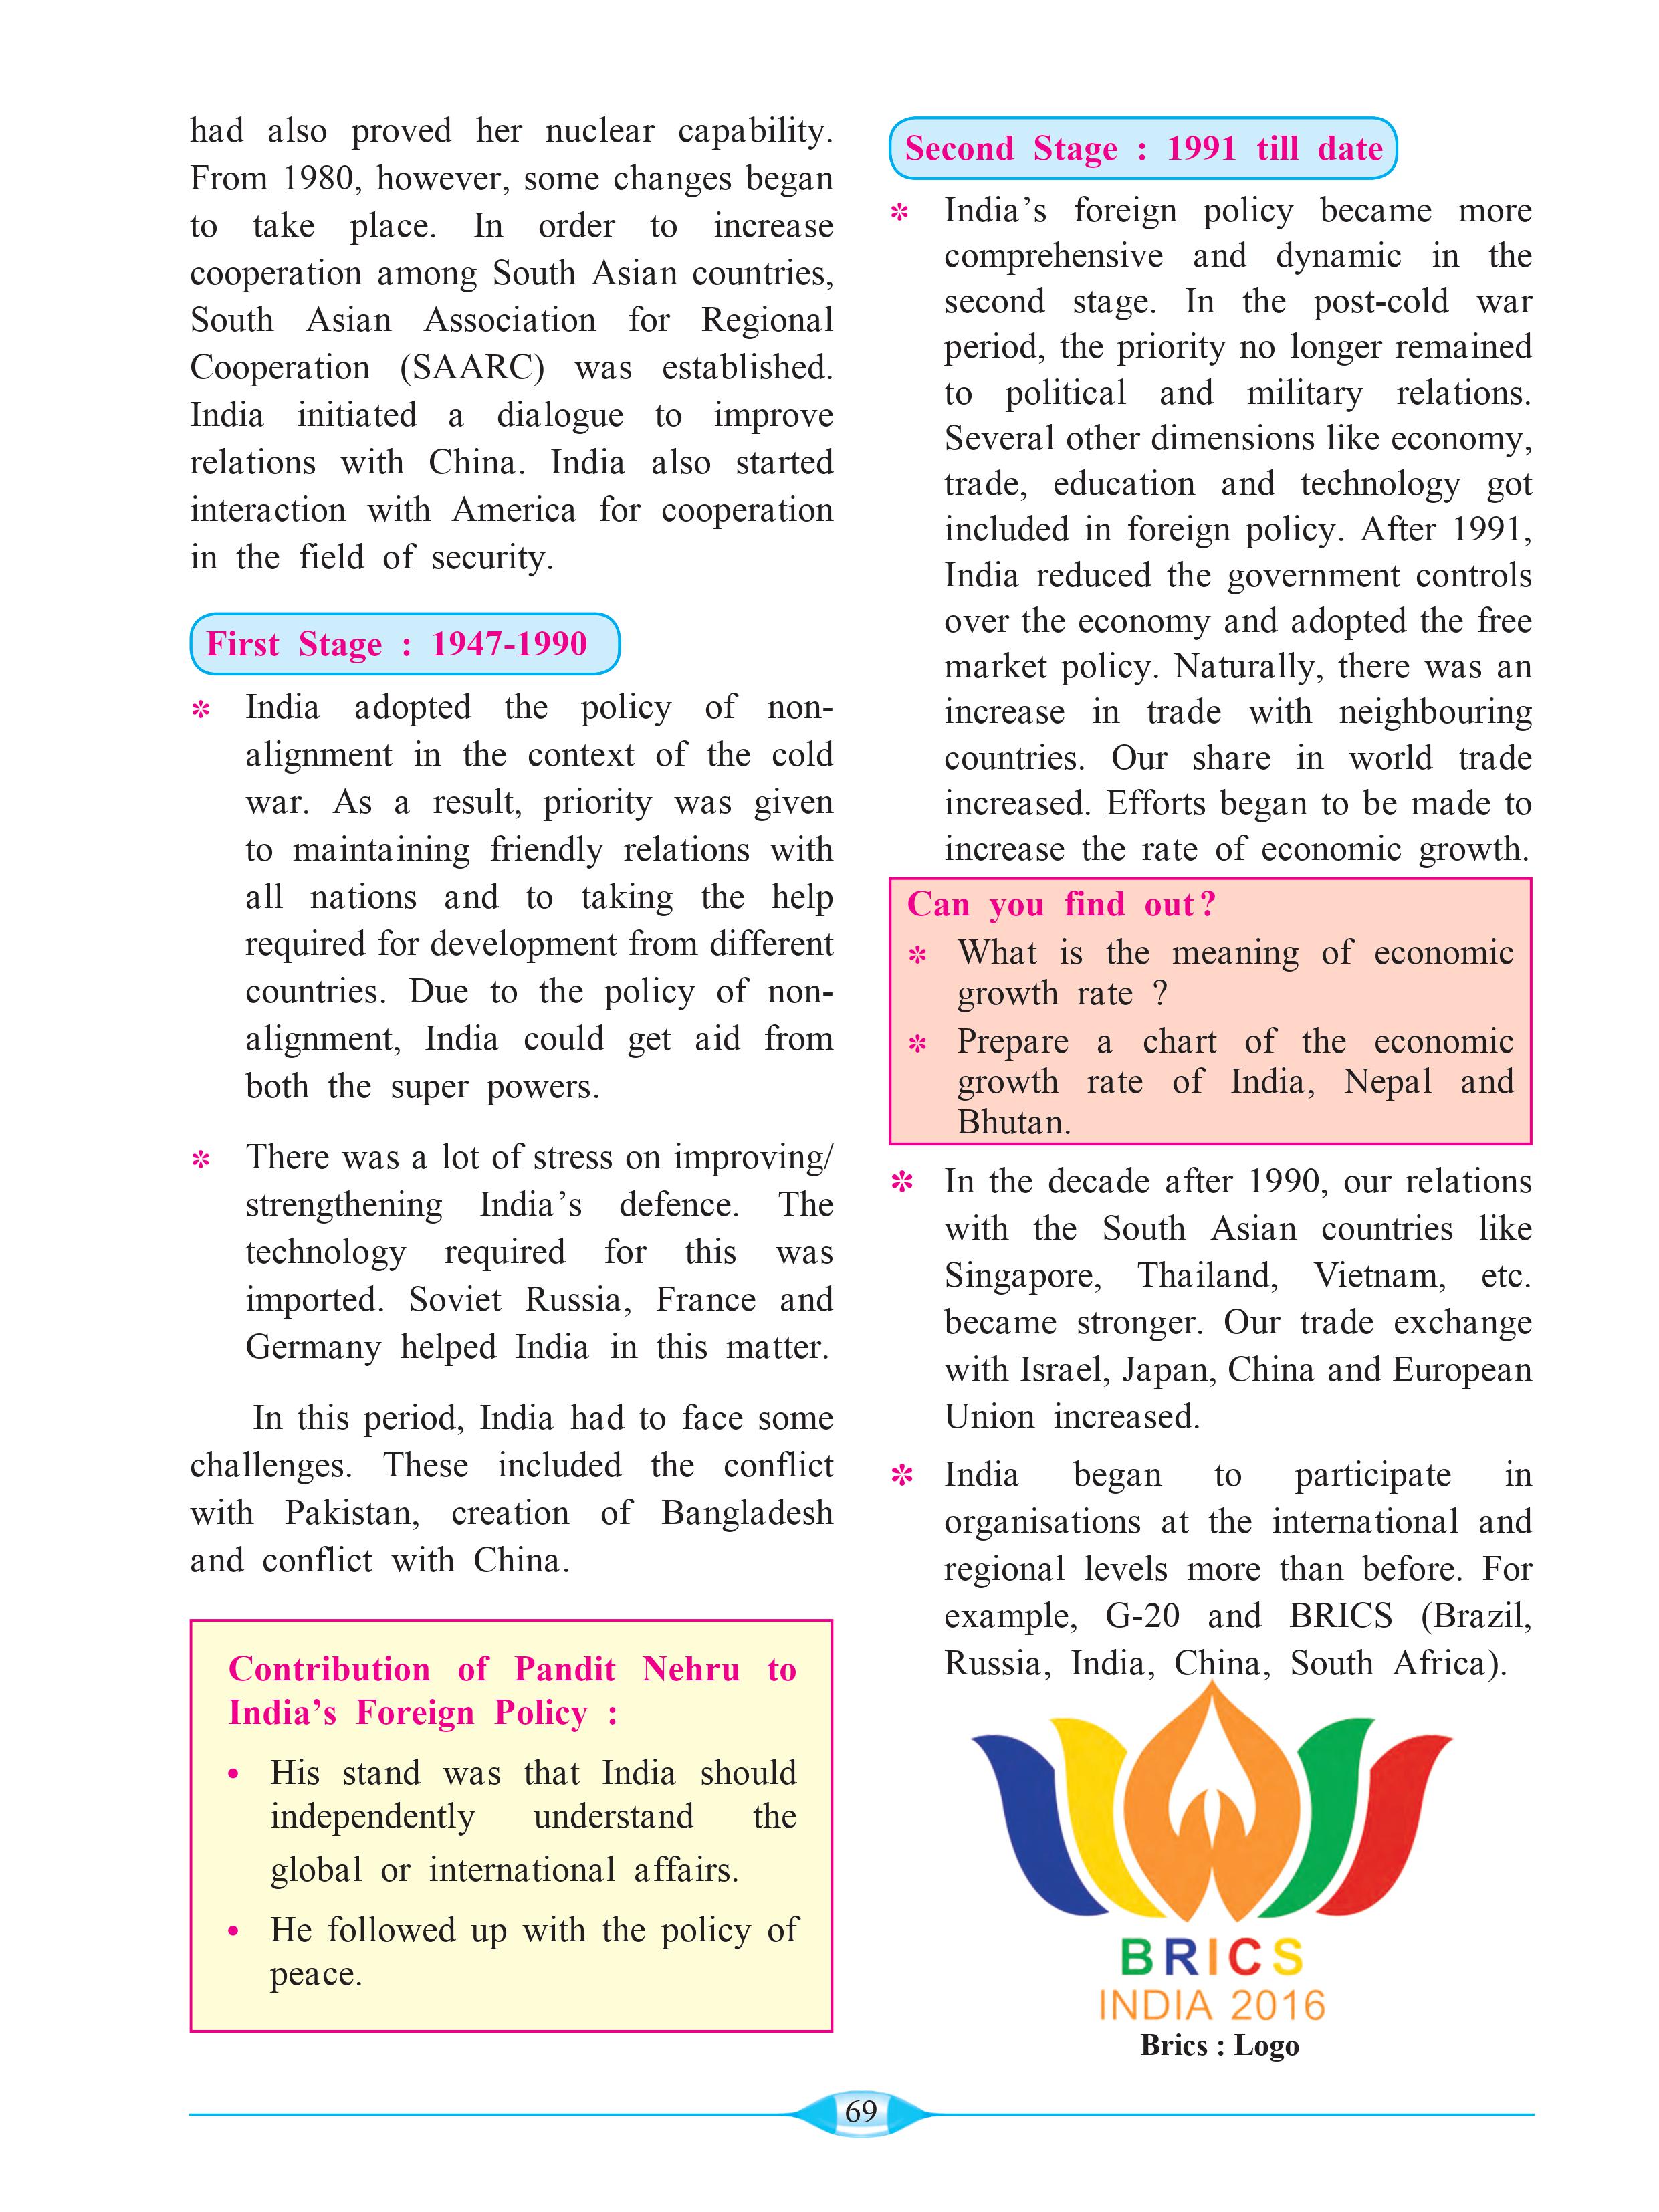 had also proved her nuclear capability.
From 1980, however, some changes began
to take place. In order to increase
cooperation among South Asian countries,
South Asian Association for Regional
Cooperation (SAARC) was established.
India initiated a dialogue to improve
relations with China. India also started
interaction with America for cooperation
in the field of security.
First Stage : 1947-1990
* India adopted the policy of non-
alignment in the context of the cold
war. As a result, priority was given
to maintaining friendly relations with
all nations and to taking the help
required for development from different
countries. Due to the policy of non-
alignment, India could get aid from
both the super powers.
* There was a lot of stress on improving/
strengthening India’s defence. The
technology required for this was
imported. Soviet Russia, France and
Germany helped India in this matter.
In this period, India had to face some
challenges. These included the conflict
with Pakistan, creation of Bangladesh
and conflict with China.
Contribution of Pandit Nehru to
India’s Foreign Policy :
• His stand was that India should
independently understand the
global or international affairs.
• He followed up with the policy of
peace.
Second Stage : 1991 till date
* India’s foreign policy became more
comprehensive and dynamic in the
second stage. In the post-cold war
period, the priority no longer remained
to political and military relations.
Several other dimensions like economy,
trade, education and technology got
included in foreign policy. After 1991,
India reduced the government controls
over the economy and adopted the free
market policy. Naturally, there was an
increase in trade with neighbouring
countries. Our share in world trade
increased. Efforts began to be made to
increase the rate of economic growth.
Can you find out?
* What is the meaning of economic
growth rate ?
* Prepare a chart of the economic
growth rate of India, Nepal and
Bhutan.
* In the decade after 1990, our relations
with the South Asian countries like
Singapore, Thailand, Vietnam, etc.
became stronger. Our trade exchange
with Israel, Japan, China and European
Union increased.
* India began to participate in
organisations at the international and
regional levels more than before. For
example, G-20 and BRICS (Brazil,
Russia, India, China, South Africa).
BRICS
INDIA 2016
Brics : Logo
69